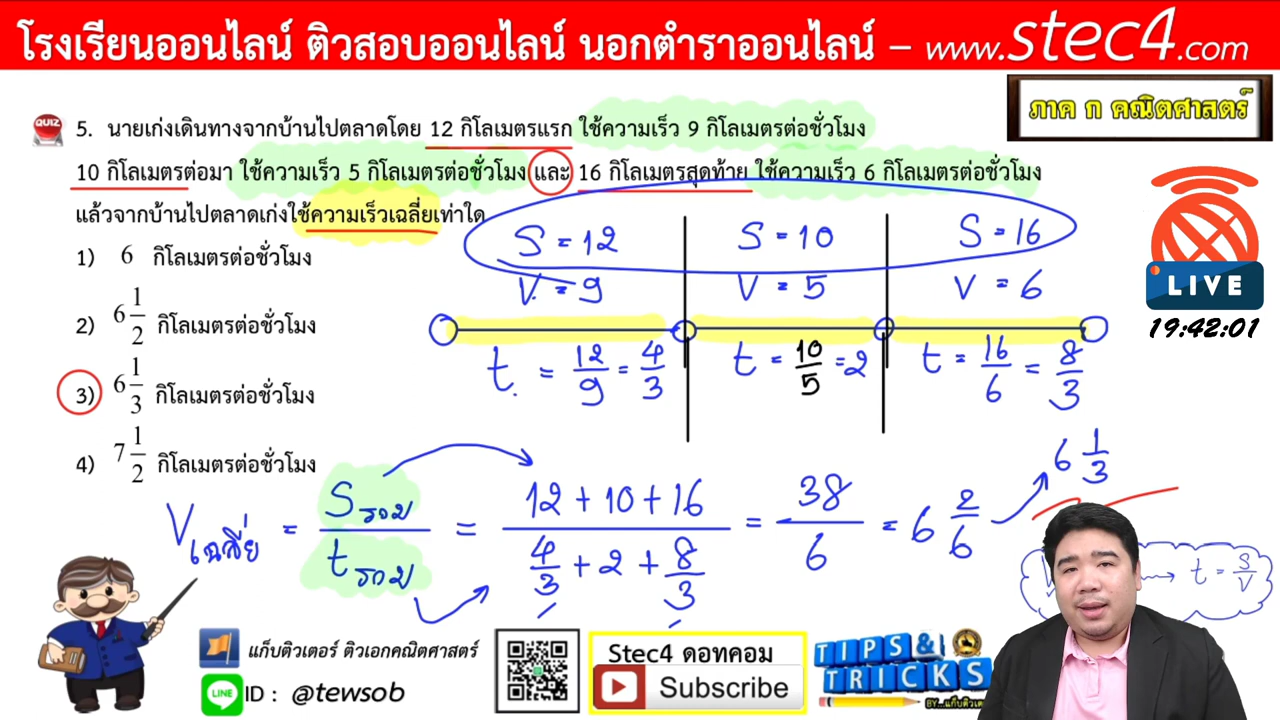 โรงเรียนออนไลน์ ติวสอบออนไลน์ นอกตำราออนไลน์ – www.stec4.com
ภาค ก คณิตศาสตร์
QUIZ
5. นายเก่งเดินทางจากบ้านไปตลาดโดย 12 กิโลเมตรแรก ใช้ความเร็ว 9 กิโลเมตรต่อชั่วโมง
10 กิโลเมตรต่อมา ใช้ความเร็ว 5 กิโลเมตรต่อชั่วโมง และ 16 กิโลเมตรสุดท้าย ใช้ความเร็ว 6 กิโลเมตรต่อชั่วโมง
แล้วจากบ้านไปตลาดเก่งใช้ความเร็วเฉลี่ยเท่าใด
1) 6 กิโลเมตรต่อชั่วโมง
2) 6 1/2 กิโลเมตรต่อชั่วโมง
3) 6 1/3 กิโลเมตรต่อชั่วโมง
4) 7 1/2 กิโลเมตรต่อชั่วโมง
S = 12 S = 10 S = 16
V = 9 V = 5 V = 6
t = 12/9 = 4/3 t = 10/5 = 2 t = 16/6 = 8/3
LIVE
19:42:01
V เฉลี่ย = S รวม / t รวม = (12 + 10 + 16) / (4/3 + 2 + 8/3) = 38/6 = 6 2/6
6 1/3
t = S/V
แก็บติวเตอร์ ติวเอกคณิตศาสตร์
LINE ID : @tewsob
Stec4 ดอทคอม
Subscribe
TIPS &
TRICKS